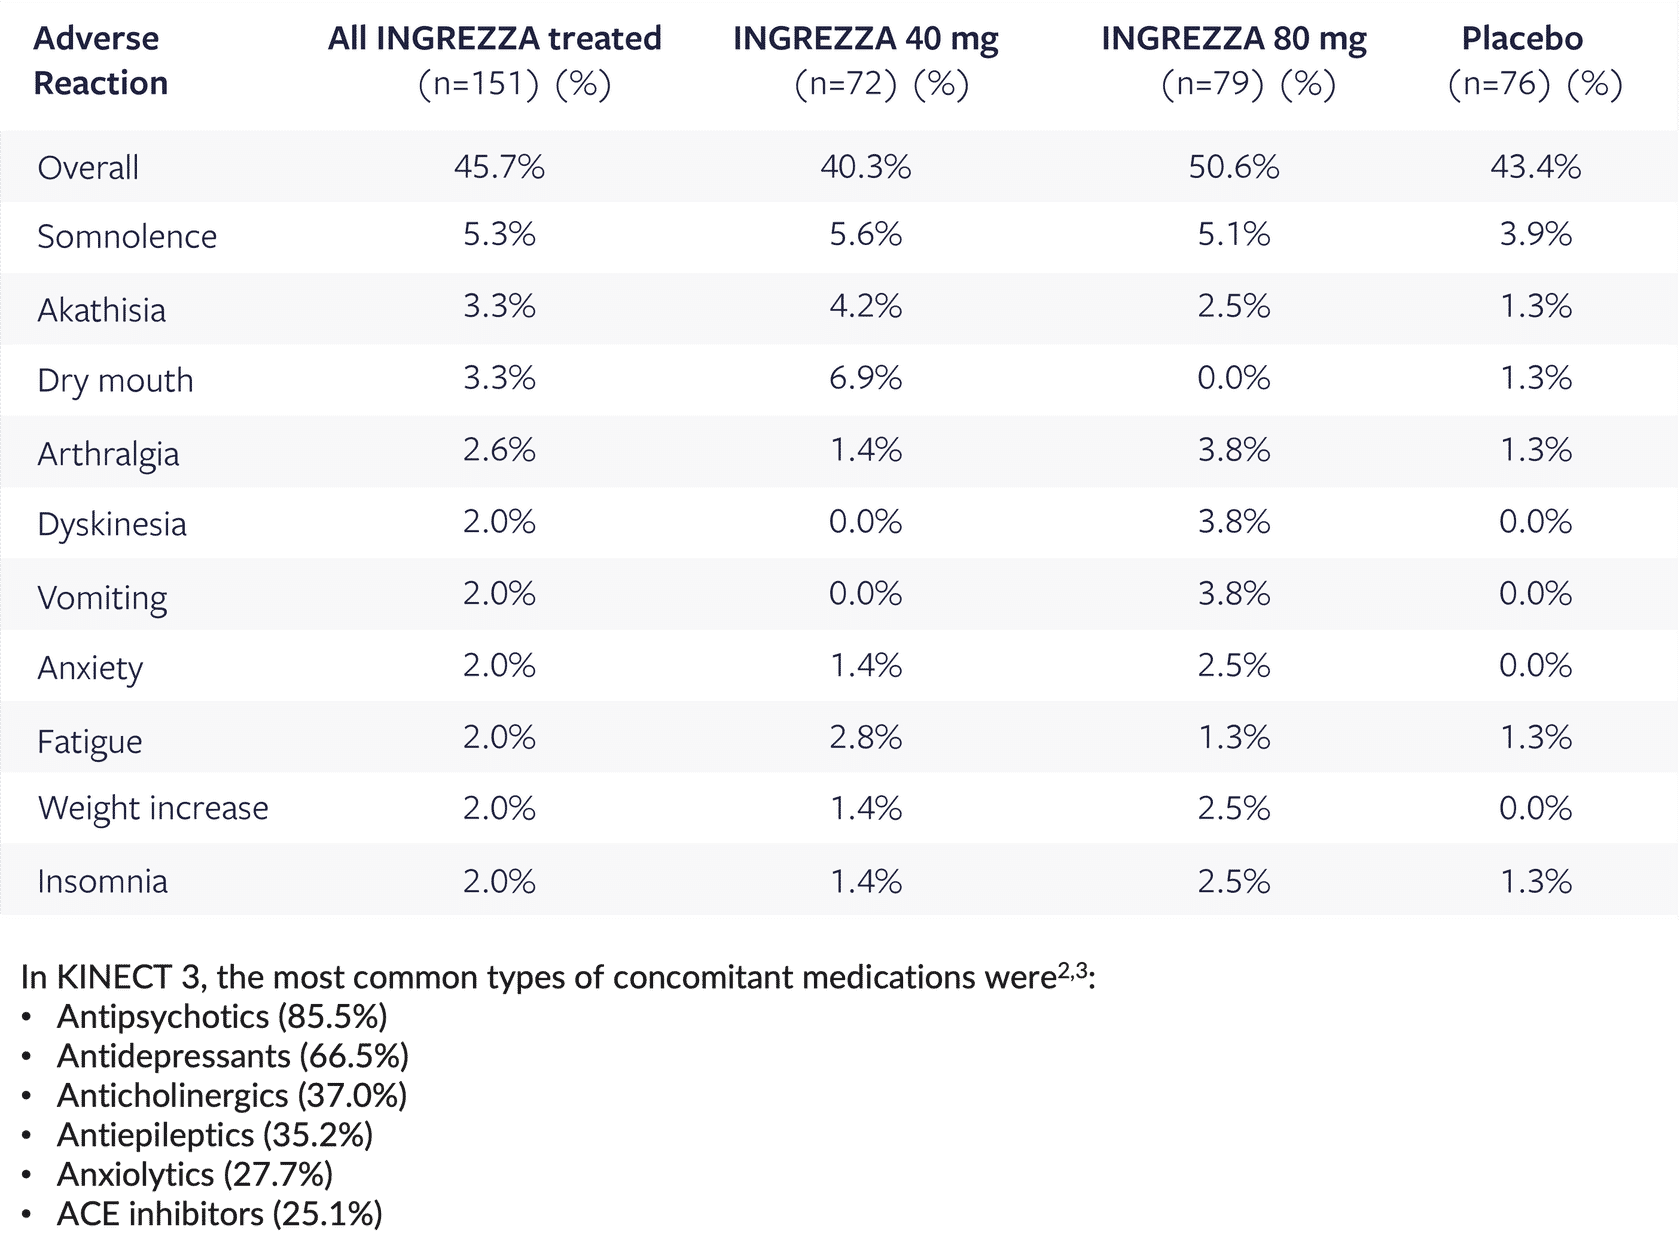 Adverse Reaction All INGREZZA treated (n=151) (%) INGREZZA 40 mg (n=72) (%) INGREZZA 80 mg (n=79) (%) Placebo (n=76) (%)
Overall 45.7% 40.3% 50.6% 43.4%
Somnolence 5.3% 5.6% 5.1% 3.9%
Akathisia 3.3% 4.2% 2.5% 1.3%
Dry mouth 3.3% 6.9% 0.0% 1.3%
Arthralgia 2.6% 1.4% 3.8% 1.3%
Dyskinesia 2.0% 0.0% 3.8% 0.0%
Vomiting 2.0% 0.0% 3.8% 0.0%
Anxiety 2.0% 1.4% 2.5% 0.0%
Fatigue 2.0% 2.8% 1.3% 1.3%
Weight increase 2.0% 1.4% 2.5% 0.0%
Insomnia 2.0% 1.4% 2.5% 1.3%
In KINECT 3, the most common types of concomitant medications were2,3:
• Antipsychotics (85.5%)
• Antidepressants (66.5%)
• Anticholinergics (37.0%)
• Antiepileptics (35.2%)
• Anxiolytics (27.7%)
• ACE inhibitors (25.1%)